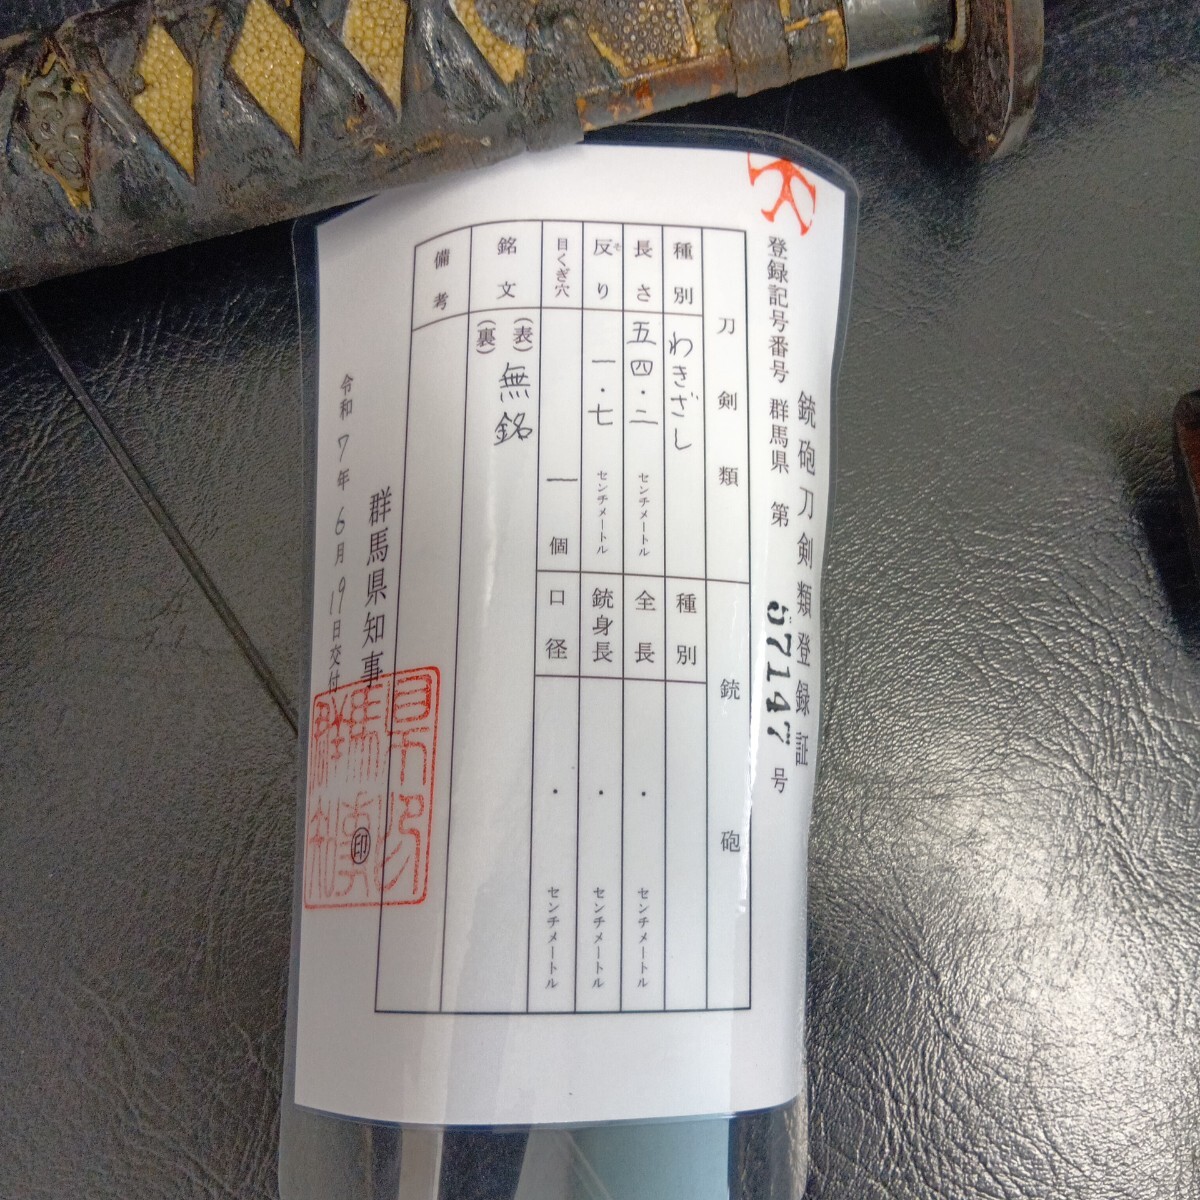 銃砲刀剣類登録証
登録記号番号 群馬県 第 57147 号
刀剣類
銃砲
種別 わきざし
種別
長さ 五四・二 センチメートル
全長 ・ センチメートル
反り 一・七 センチメートル
そ
銃身長 ・ センチメートル
目くぎ穴 一 個
口径 ・ センチメートル
銘文 (表) 無銘
(裏)
備考
群馬県知事 印
令和7年6月19日交付